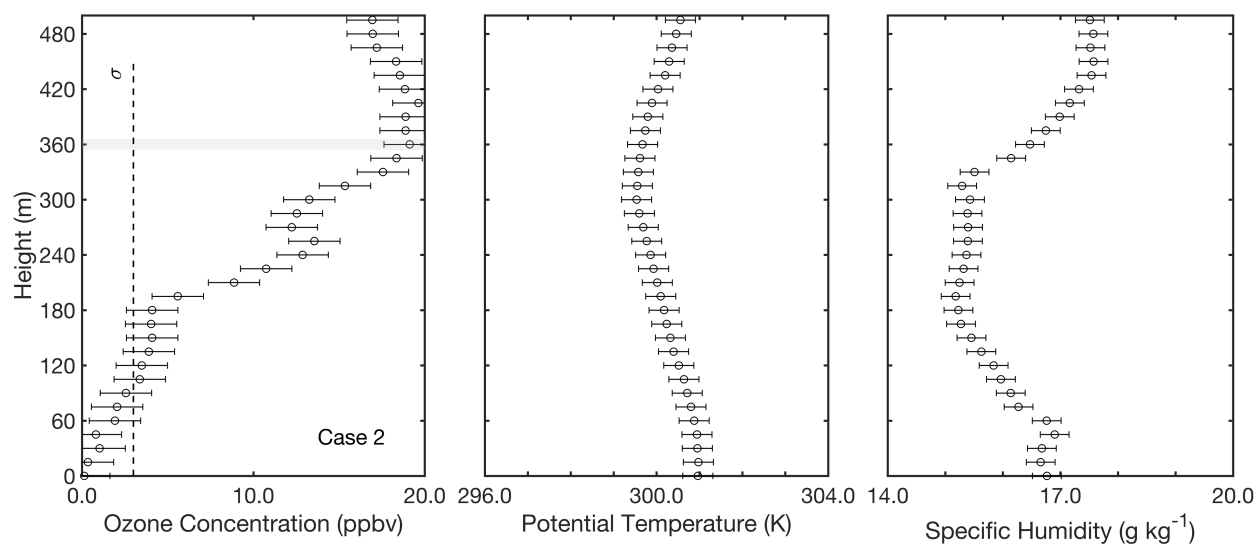 480
420
360
300
240
180
120
60
0
Height (m)
σ
Case 2
0.0 10.0 20.0
Ozone Concentration (ppbv)
296.0 300.0 304.0
Potential Temperature (K)
14.0 17.0 20.0
Specific Humidity (g kg⁻¹)